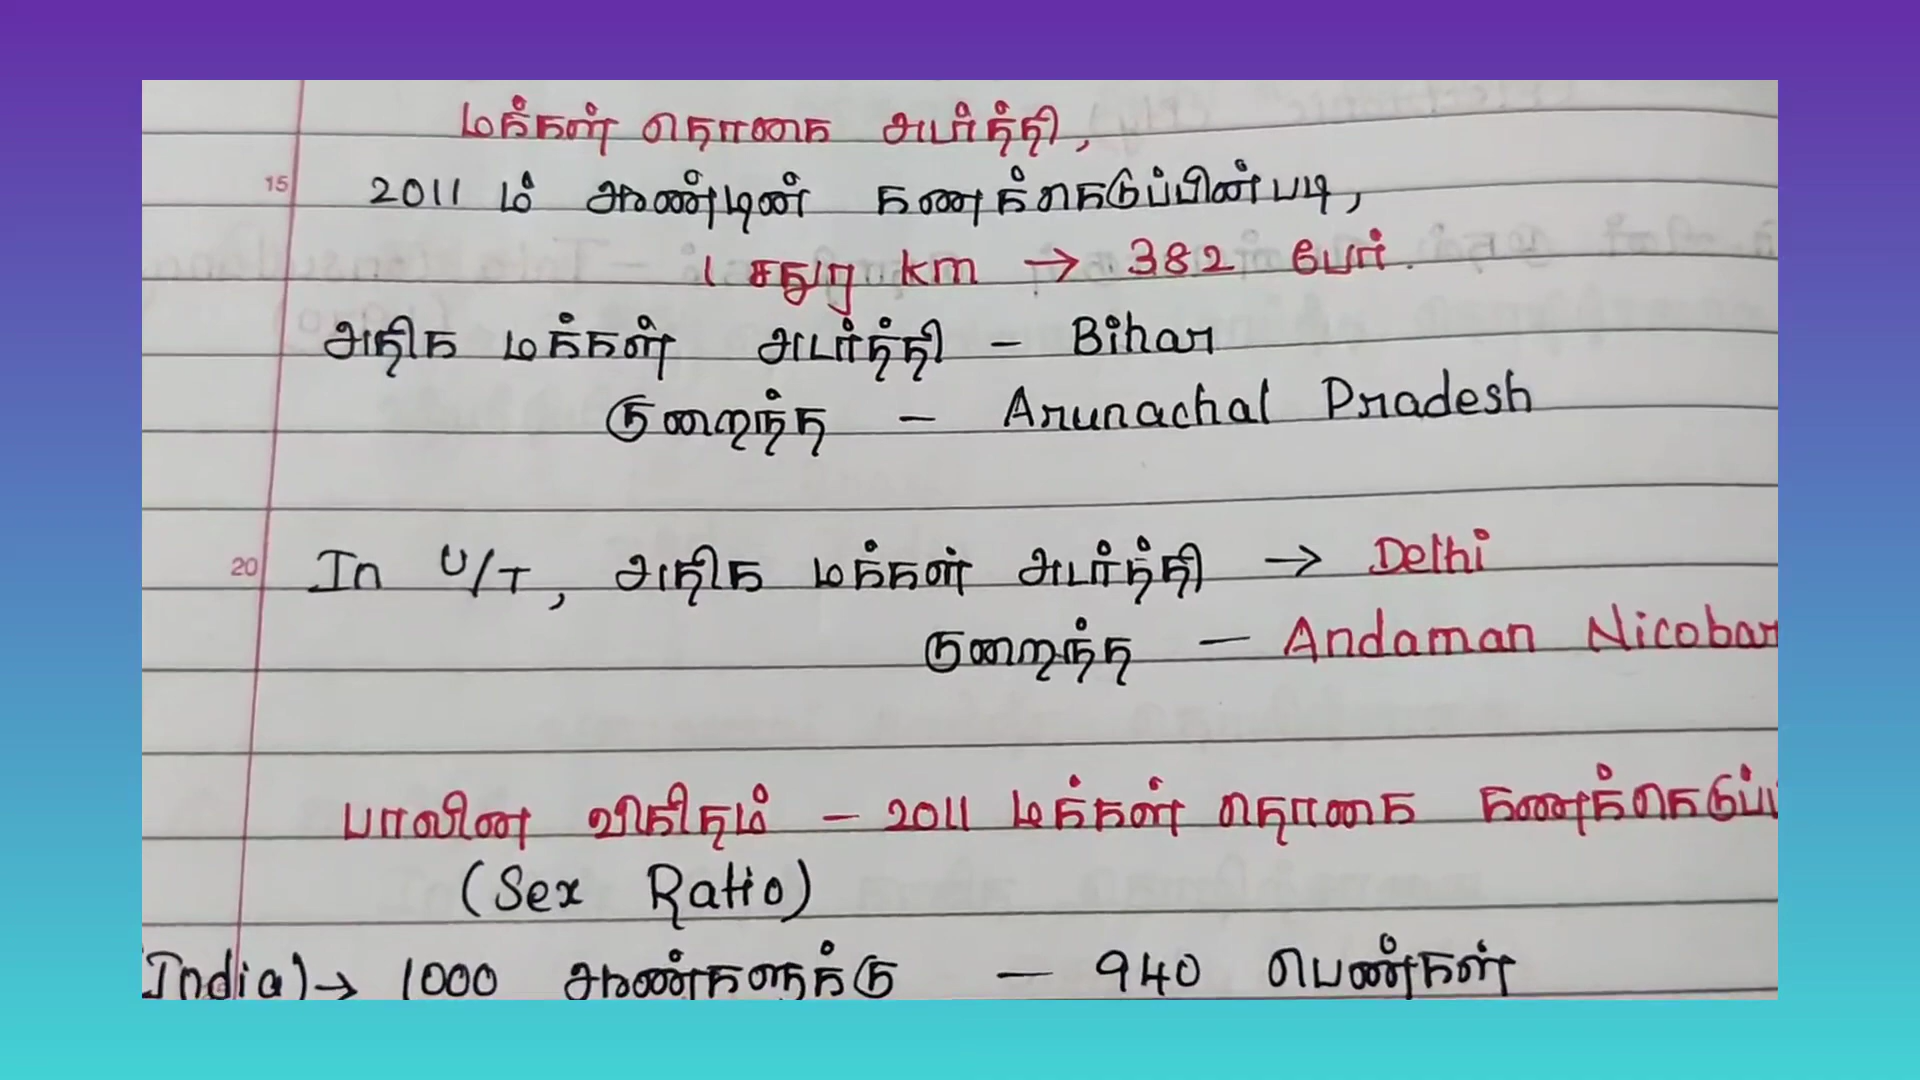 மக்கள் தொகை அடர்த்தி,
15 2011 ம் ஆண்டின் கணக்கெடுப்பின்படி,
1 சதுர km → 382 பேர்.
அதிக மக்கள் அடர்த்தி - Bihar
குறைந்த - Arunachal Pradesh
20 In U/T, அதிக மக்கள் அடர்த்தி → Delhi
குறைந்த - Andaman Nicobar
பாலின விகிதம் - 2011 மக்கள் தொகை கணக்கெடுப்
(Sex Ratio)
India) → 1000 ஆண்களுக்கு - 940 பெண்கள்